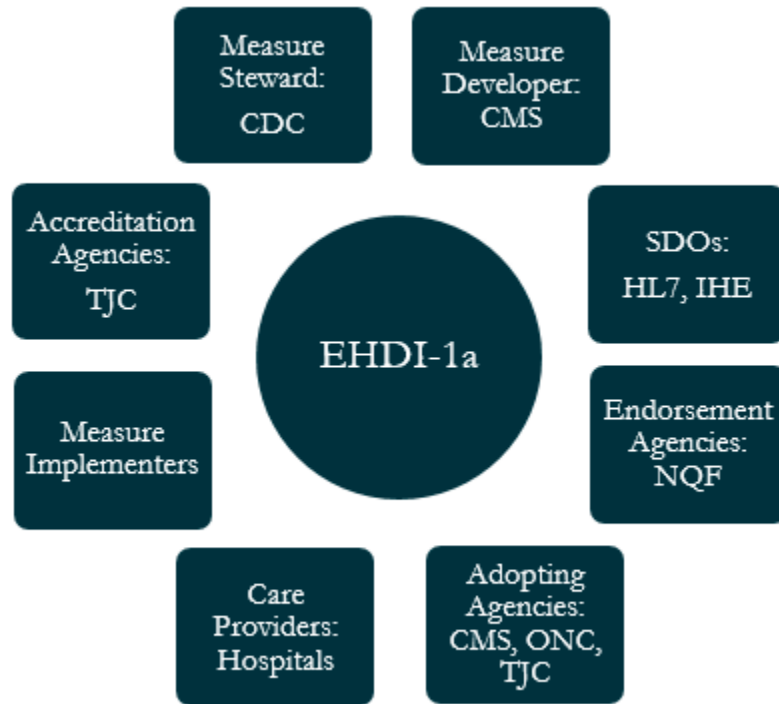 Measure
Steward:
CDC
Measure
Developer:
CMS
SDOs:
HL7, IHE
Endorsement
Agencies:
NQF
Adopting
Agencies:
CMS, ONC,
TJC
Care
Providers:
Hospitals
Measure
Implementers
Accreditation
Agencies:
TJC
EHDI-1a